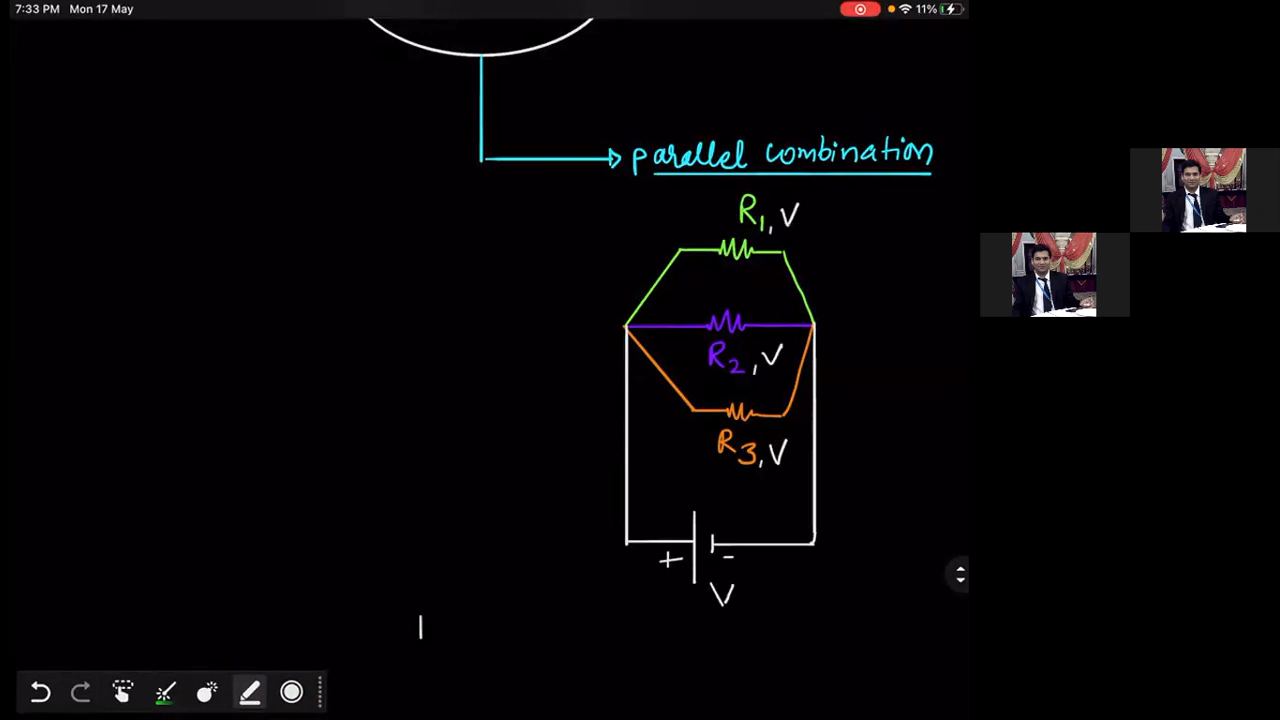 7:33 PM Mon 17 May
11%
parallel combination
R1, V
R2, V
R3, V
+ -
V